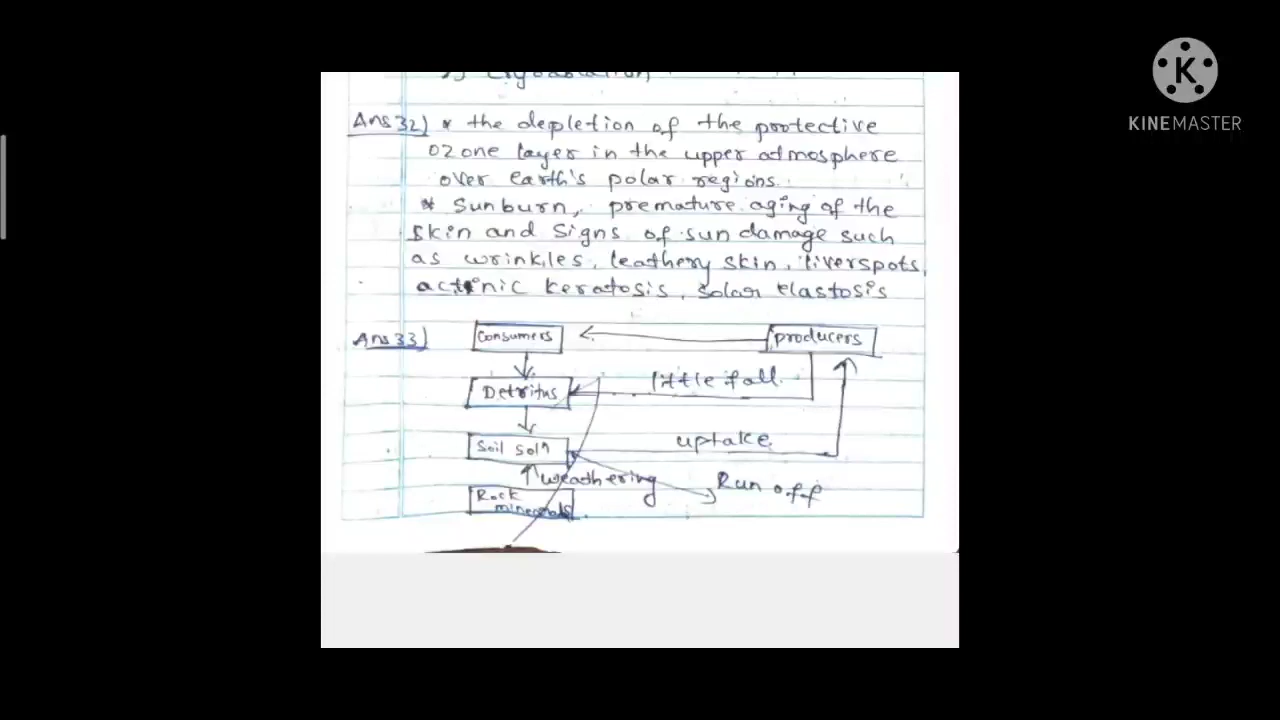 K
KINEMASTER
Ans 32) * the depletion of the protective
ozone layer in the upper atmosphere
over earth's polar regions.
* Sunburn, premature aging of the
skin and signs of sun damage such
as wrinkles, leathery skin, liverspots,
actinic keratosis, solar elastosis
Ans 33)
Consumers
producers
Detritus
little fall
Soil solⁿ
uptake
weathering
Run off
Rock
minerals